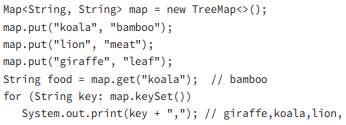 Map<String, String> map = new TreeMap<>();
map.put("koala", "bamboo");
map.put("lion", "meat");
map.put("giraffe", "leaf");
String food = map.get("koala");  // bamboo
for (String key: map.keySet())
   System.out.print(key + ","); // giraffe,koala,lion,